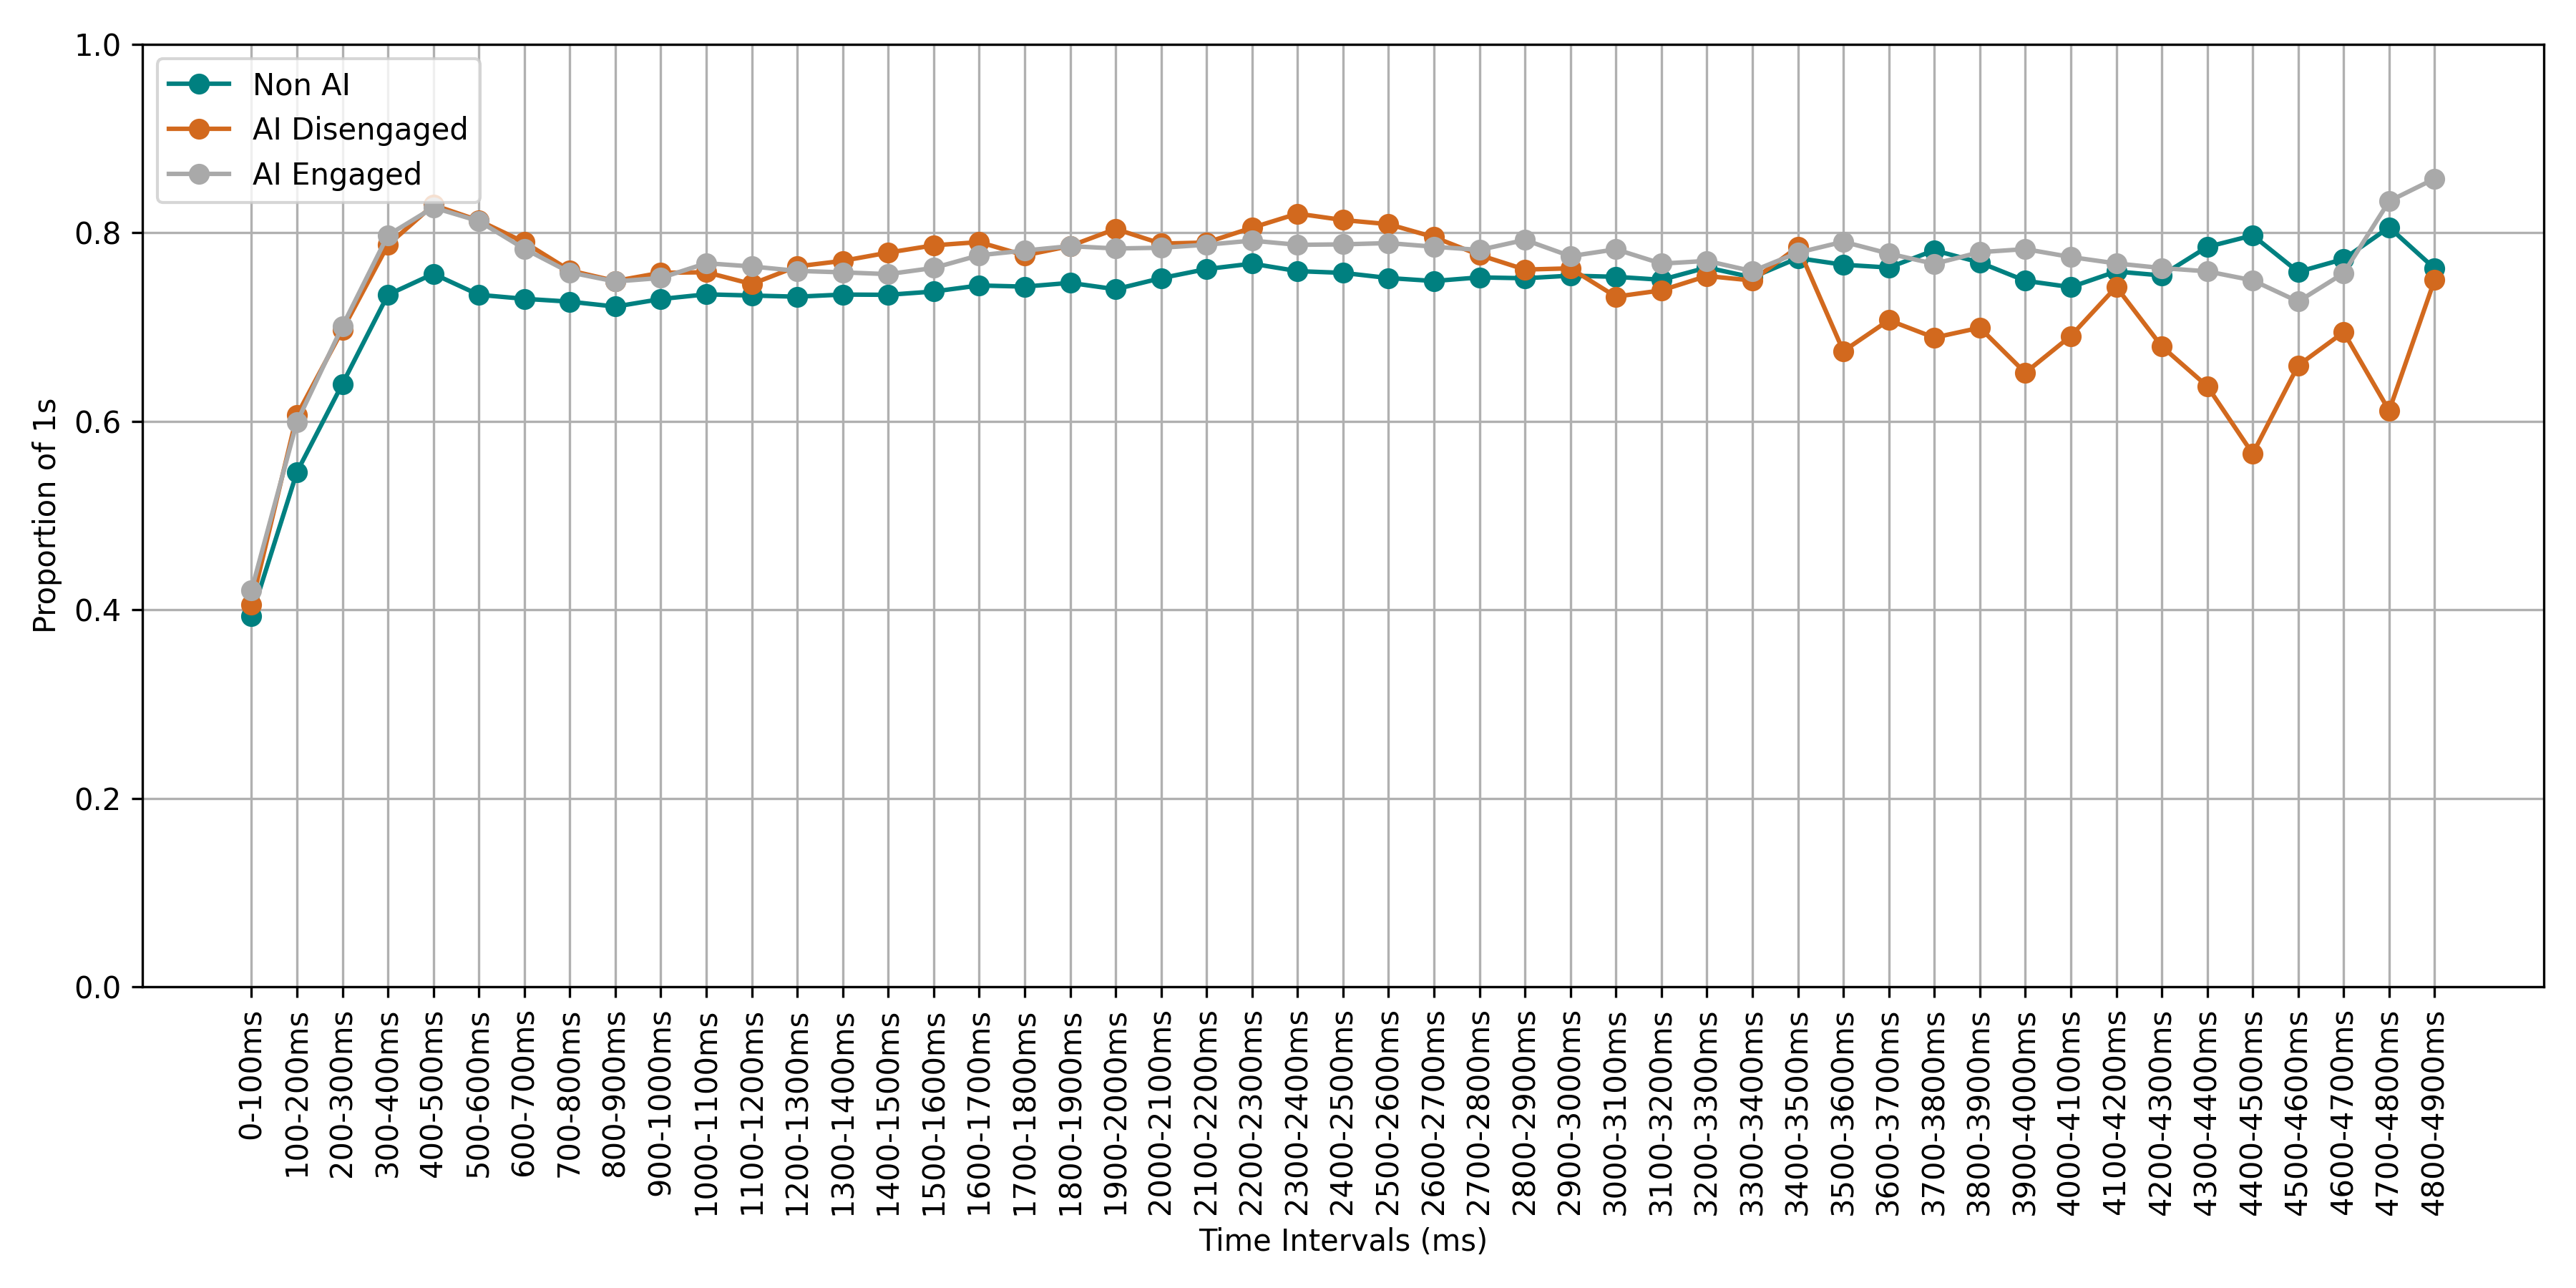 1.0
0.8
0.6
0.4
0.2
0.0
Proportion of 1s
Non AI
AI Disengaged
AI Engaged
0-100ms
100-200ms
200-300ms
300-400ms
400-500ms
500-600ms
600-700ms
700-800ms
800-900ms
900-1000ms
1000-1100ms
1100-1200ms
1200-1300ms
1300-1400ms
1400-1500ms
1500-1600ms
1600-1700ms
1700-1800ms
1800-1900ms
1900-2000ms
2000-2100ms
2100-2200ms
2200-2300ms
2300-2400ms
2400-2500ms
2500-2600ms
2600-2700ms
2700-2800ms
2800-2900ms
2900-3000ms
3000-3100ms
3100-3200ms
3200-3300ms
3300-3400ms
3400-3500ms
3500-3600ms
3600-3700ms
3700-3800ms
3800-3900ms
3900-4000ms
4000-4100ms
4100-4200ms
4200-4300ms
4300-4400ms
4400-4500ms
4500-4600ms
4600-4700ms
4700-4800ms
4800-4900ms
Time Intervals (ms)